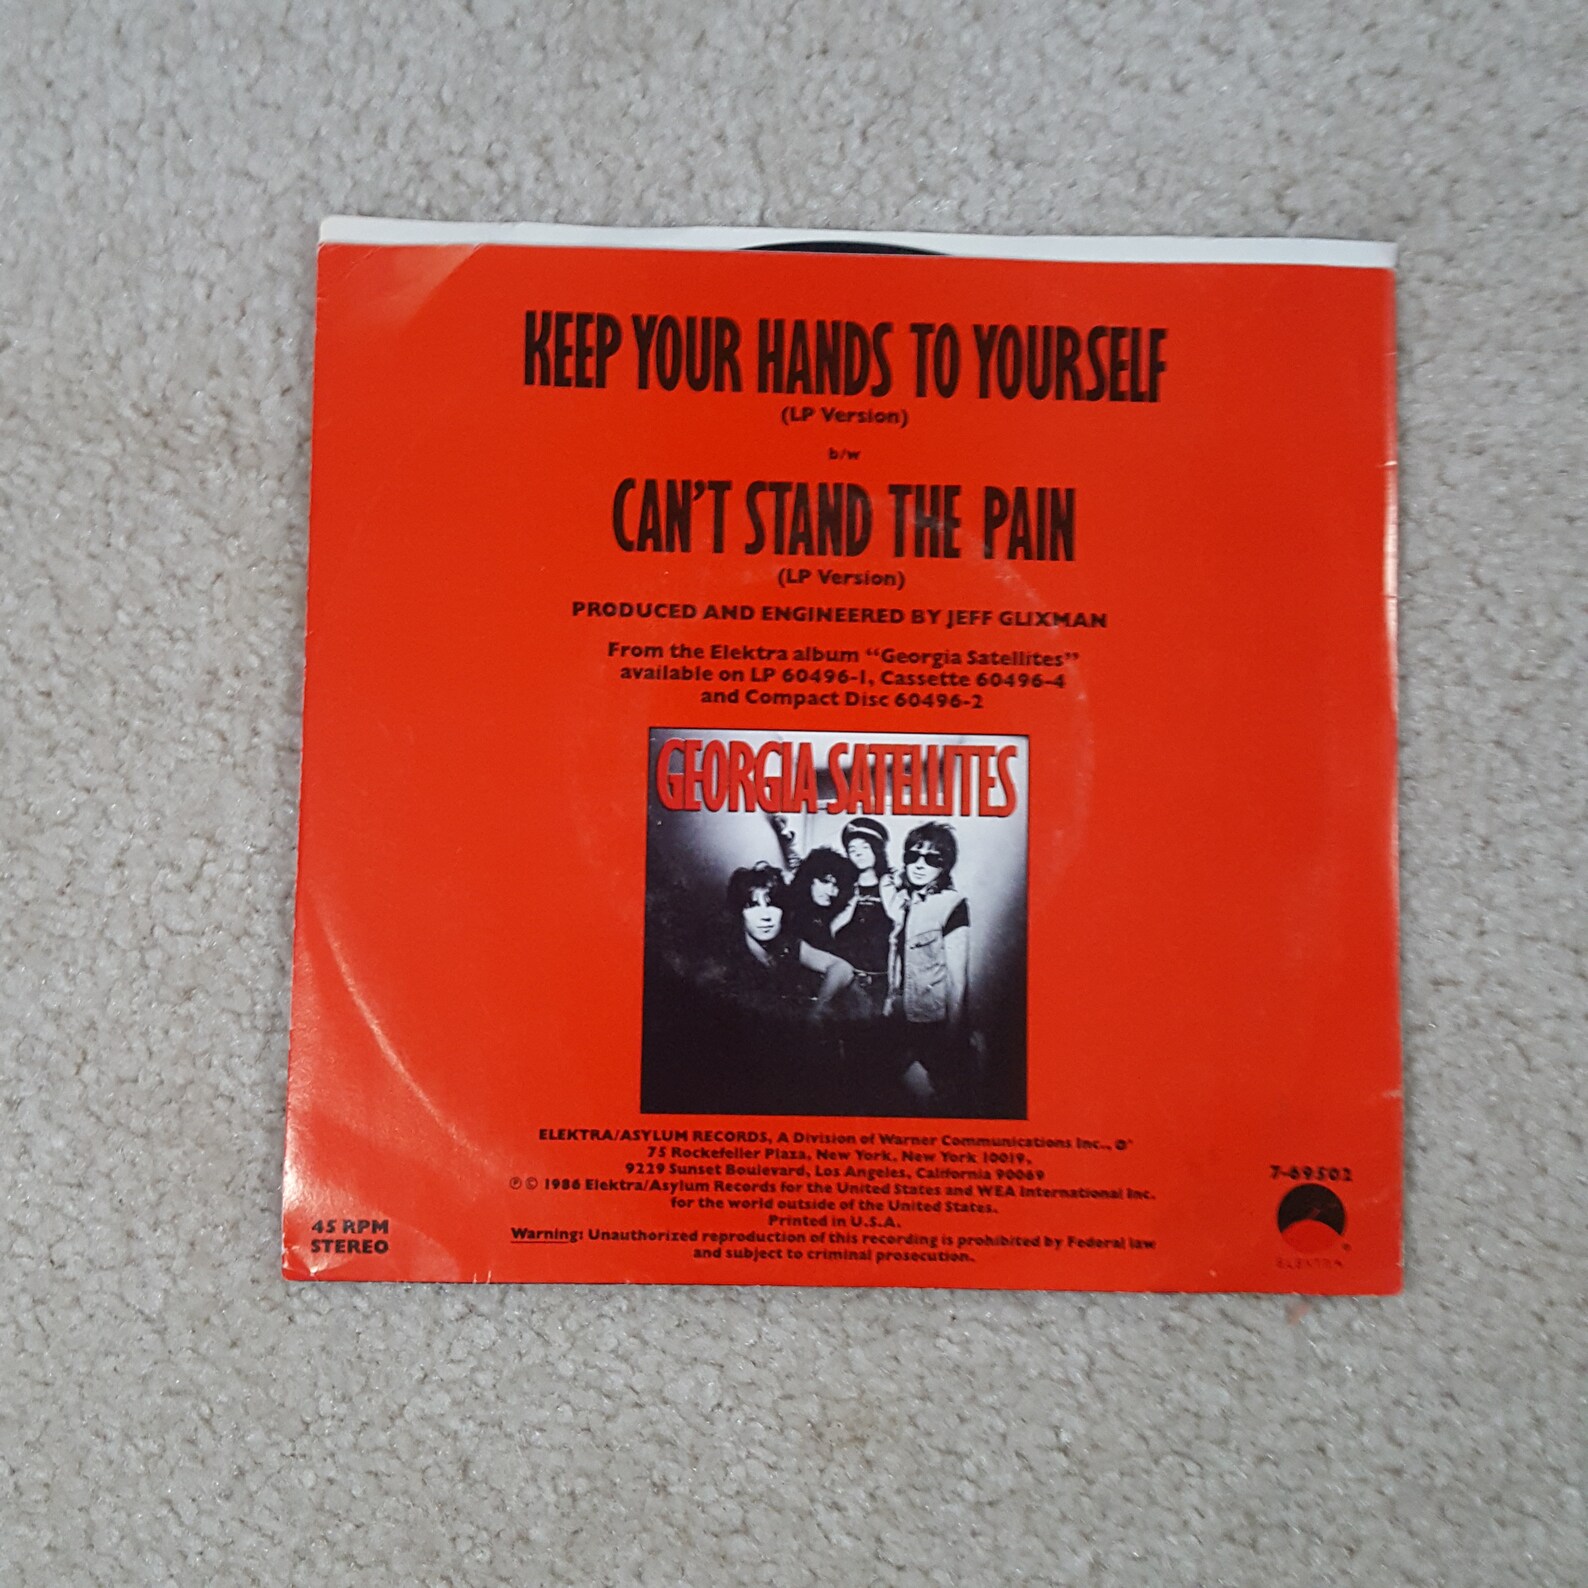 KEEP YOUR HANDS TO YOURSELF
(LP Version)
b/w
CAN'T STAND THE PAIN
(LP Version)
PRODUCED AND ENGINEERED BY JEFF GLIXMAN
From the Elektra album “Georgia Satellites”
available on LP 60496-1, Cassette 60496-4
and Compact Disc 60496-2
GEORGIA SATELLITES
ELEKTRA/ASYLUM RECORDS, A Division of Warner Communications Inc.,
75 Rockefeller Plaza, New York, New York 10019,
9229 Sunset Boulevard, Los Angeles, California 90069
℗ © 1986 Elektra/Asylum Records for the United States and WEA International Inc.
for the world outside of the United States.
Printed in U.S.A.
Warning: Unauthorized reproduction of this recording is prohibited by Federal law
and subject to criminal prosecution.
45 RPM
STEREO
7-69502
ELEKTRA